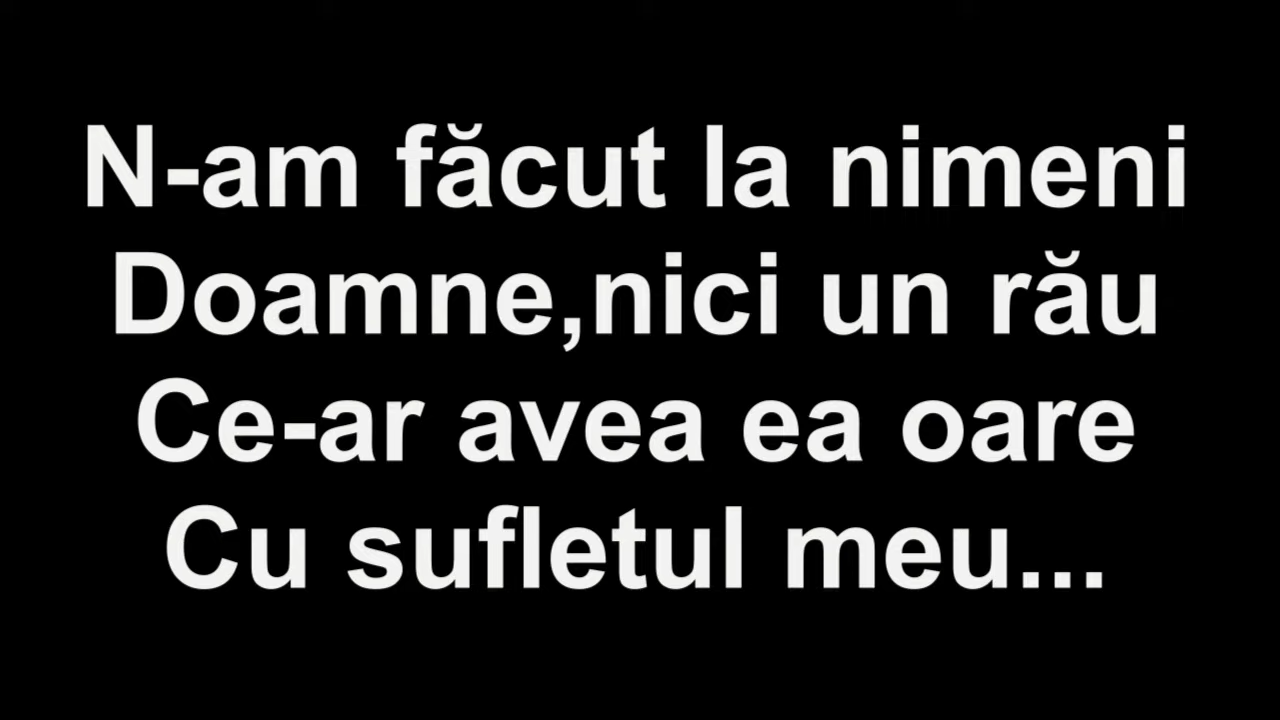 N-am făcut la nimeni
Doamne,nici un rău
Ce-ar avea ea oare
Cu sufletul meu...